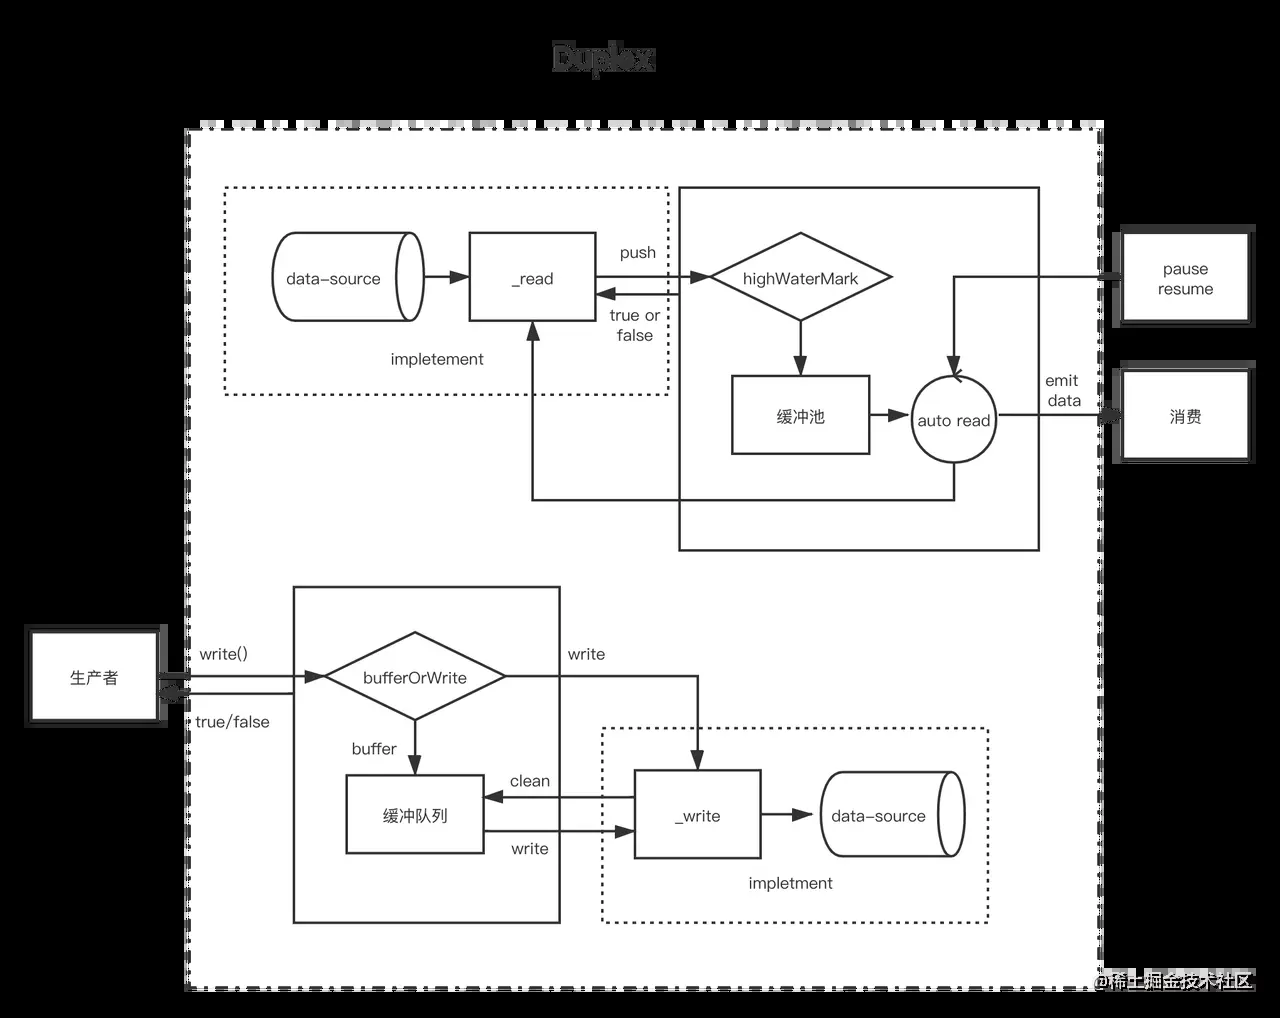 Duplex
data-source
_read
push
true or
false
impletement
highWaterMark
缓冲池
auto read
pause
resume
emit
data
消费
生产者
write()
true/false
bufferOrWrite
write
buffer
缓冲队列
clean
write
_write
data-source
impletment
@稀土掘金技术社区